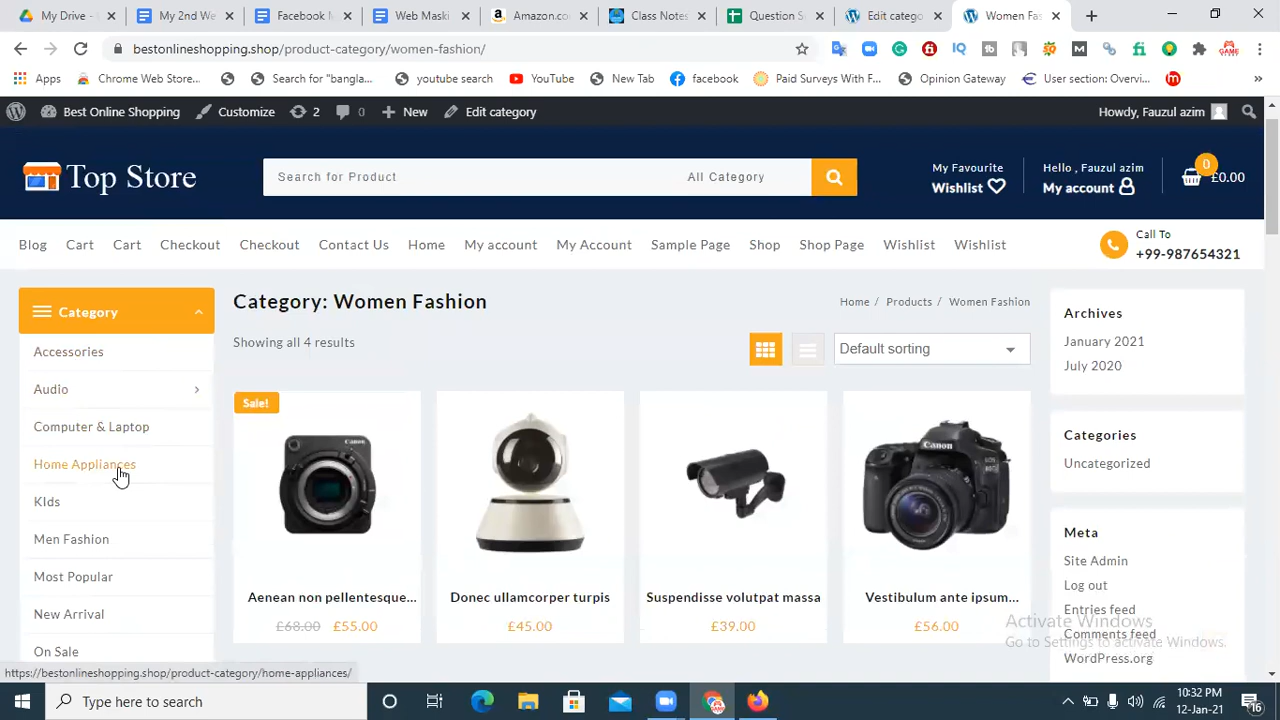 My Drive -
My 2nd We
Facebook I
Web Maski
Amazon.co
Class Notes
Question S
Edit catego
Women Fas
bestonlineshopping.shop/product-category/women-fashion/
Apps
Chrome Web Store...
Search for "bangla...
youtube search
YouTube
New Tab
facebook
Paid Surveys With F...
Opinion Gateway
User section: Overvi...
»
Best Online Shopping
Customize
2
0
New
Edit category
Howdy, Fauzul azim
Top Store
Search for Product
All Category
My Favourite
Wishlist
Hello , Fauzul azim
My account
0
£0.00
Blog
Cart
Cart
Checkout
Checkout
Contact Us
Home
My account
My Account
Sample Page
Shop
Shop Page
Wishlist
Wishlist
Call To
+99-987654321
Category
Accessories
Audio
Computer & Laptop
Home Appliances
KIds
Men Fashion
Most Popular
New Arrival
On Sale
Category: Women Fashion
Home / Products / Women Fashion
Showing all 4 results
Default sorting
Sale!
Canon
Aenean non pellentesque...
£68.00 £55.00
Donec ullamcorper turpis
£45.00
Suspendisse volutpat massa
£39.00
Canon
Vestibulum ante ipsum...
£56.00
Archives
January 2021
July 2020
Categories
Uncategorized
Meta
Site Admin
Log out
Entries feed
Comments feed
WordPress.org
Activate Windows
Go to Settings to activate Windows.
https://bestonlineshopping.shop/product-category/home-appliances/
Type here to search
10:32 PM
12-Jan-21
16